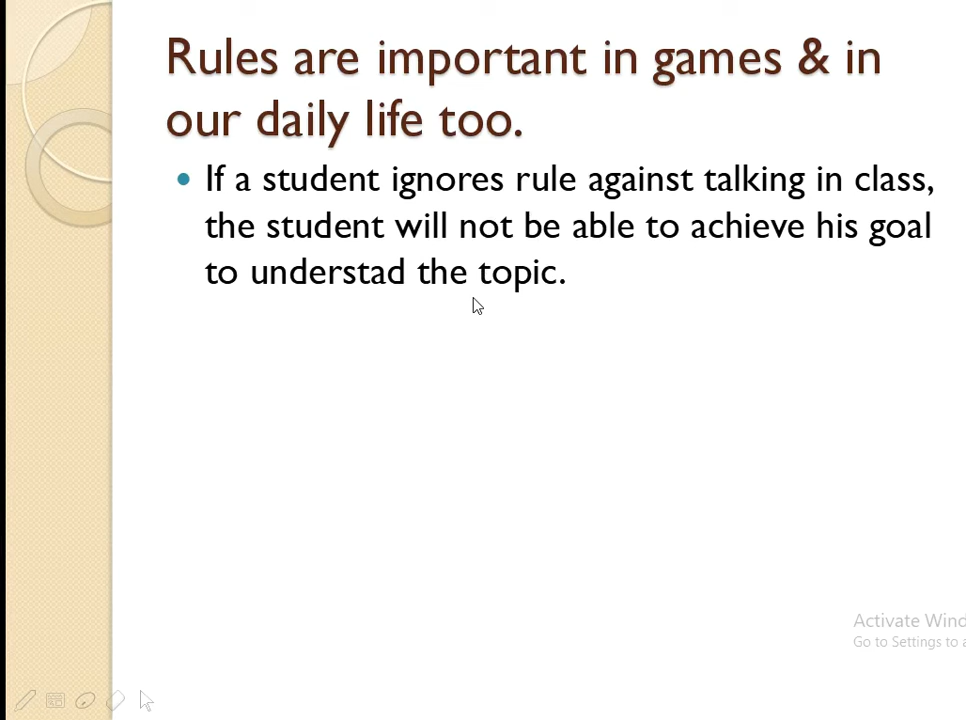 Rules are important in games & in
our daily life too.
If a student ignores rule against talking in class,
the student will not be able to achieve his goal
to understad the topic.
Activate Wind
Go to Settings to a